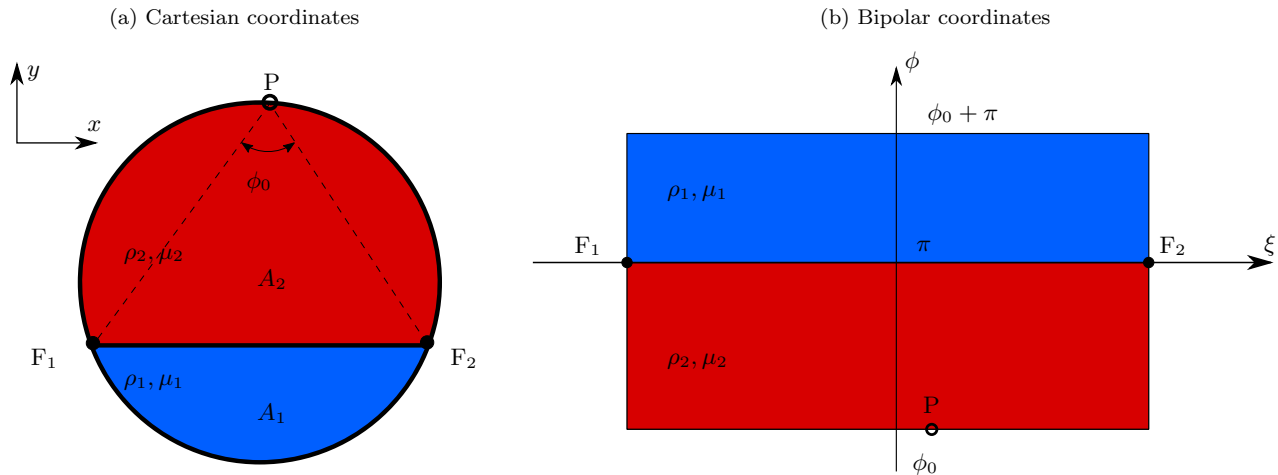 (a) Cartesian coordinates
y
x
P
ϕ₀
ρ₂, μ₂
A₂
F₁
F₂
ρ₁, μ₁
A₁
(b) Bipolar coordinates
ϕ
ϕ₀ + π
ρ₁, μ₁
F₁
π
F₂
ξ
ρ₂, μ₂
P
ϕ₀